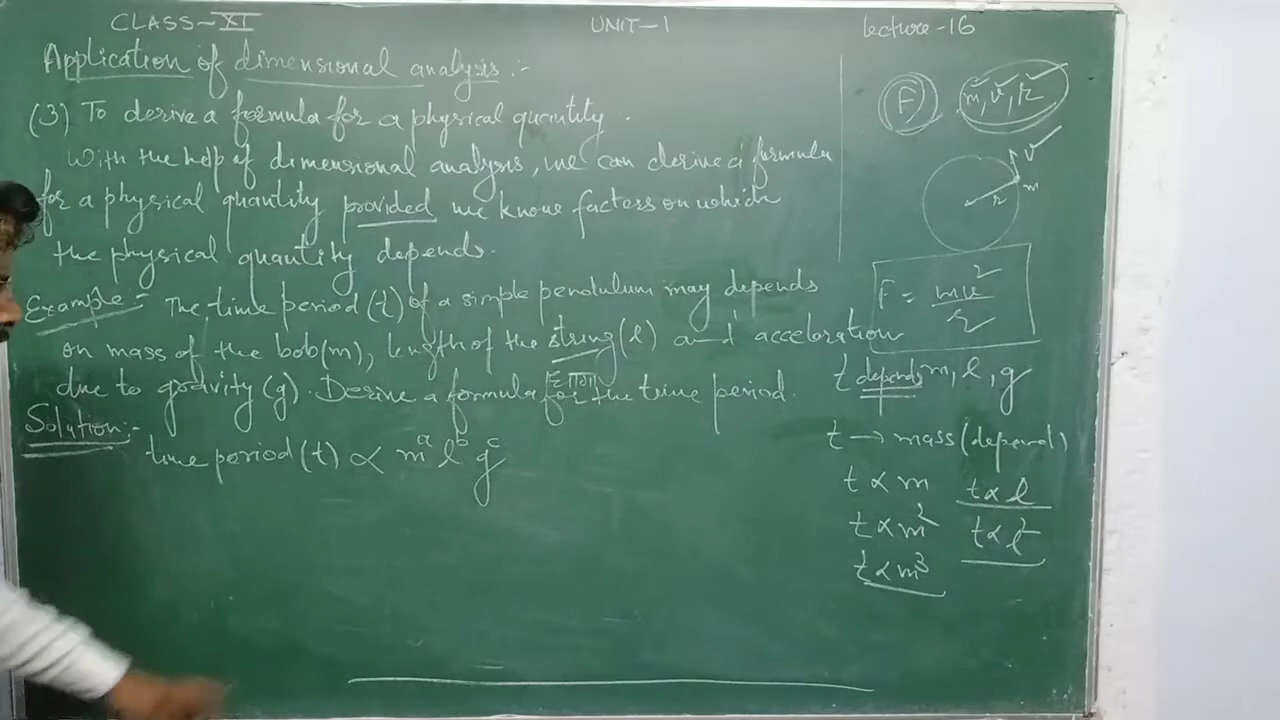 CLASS-XI UNIT-1 Lecture-16
Application of dimensional analysis :-
(3) To derive a formula for a physical quantity.
With the help of dimensional analysis, we can derive a formula
for a physical quantity provided we know factors on which
the physical quantity depends.
Example:- The time period (t) of a simple pendulum may depends
on mass of the bob(m), length of the string(l) and acceleration
धागा
due to gravity (g). Derive a formula for the time period.
Solution:-
time period (t) ∝ mᵃ lᵇ gᶜ
F m, v, r
v
m
r
F = mv²/r
t depends m, l, g
t → mass (depend)
t ∝ m t ∝ l
t ∝ m² t ∝ l²
t ∝ m³